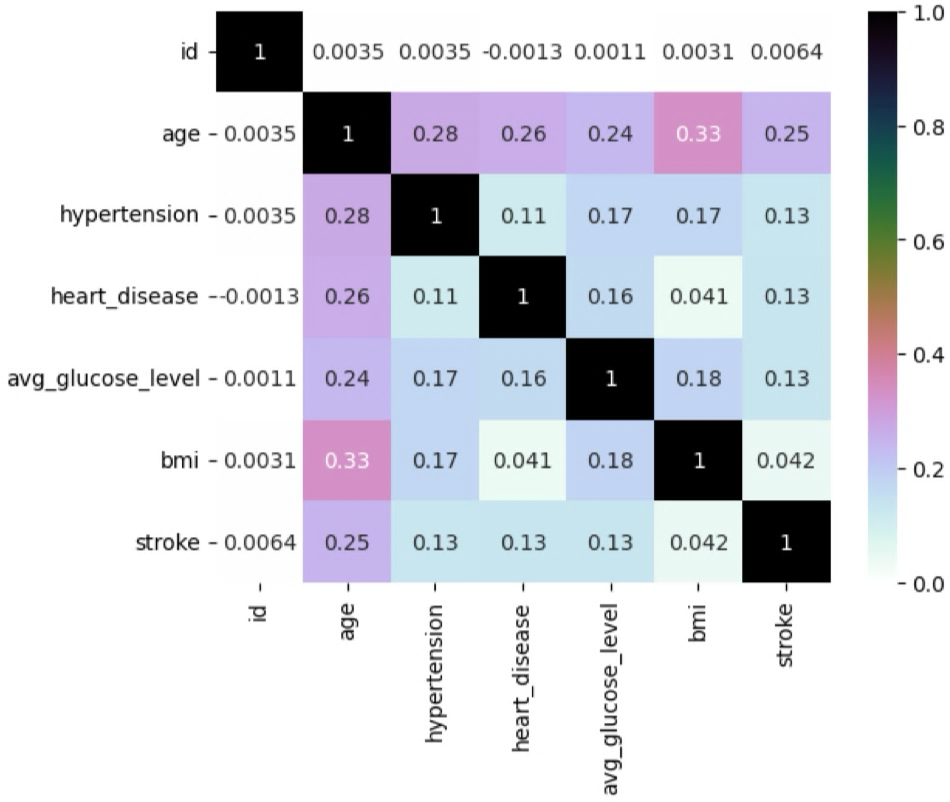 id 1 0.0035 0.0035 -0.0013 0.0011 0.0031 0.0064
age 0.0035 1 0.28 0.26 0.24 0.33 0.25
hypertension 0.0035 0.28 1 0.11 0.17 0.17 0.13
heart_disease -0.0013 0.26 0.11 1 0.16 0.041 0.13
avg_glucose_level 0.0011 0.24 0.17 0.16 1 0.18 0.13
bmi 0.0031 0.33 0.17 0.041 0.18 1 0.042
stroke 0.0064 0.25 0.13 0.13 0.13 0.042 1
id
age
hypertension
heart_disease
avg_glucose_level
bmi
stroke
1.0
0.8
0.6
0.4
0.2
0.0